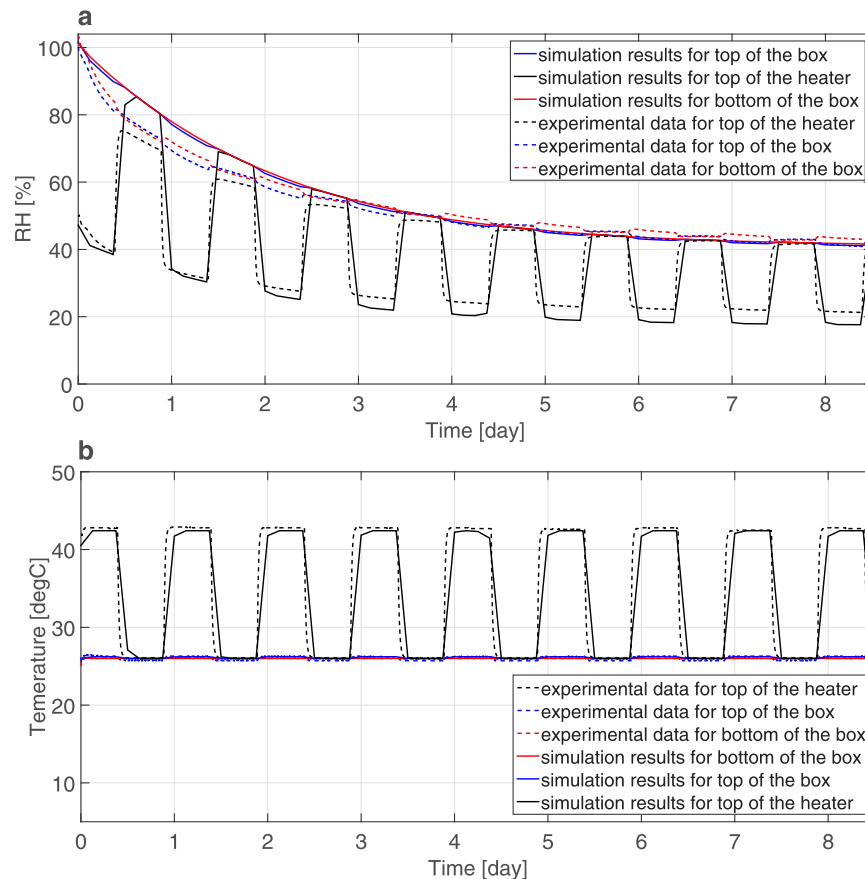 a
100
80
60
40
20
0
RH [%]
simulation results for top of the box
simulation results for top of the heater
simulation results for bottom of the box
experimental data for top of the heater
experimental data for top of the box
experimental data for bottom of the box
0 1 2 3 4 5 6 7 8
Time [day]
b
50
40
30
20
10
Temerature [degC]
experimental data for top of the heater
experimental data for top of the box
experimental data for bottom of the box
simulation results for bottom of the box
simulation results for top of the box
simulation results for top of the heater
0 1 2 3 4 5 6 7 8
Time [day]